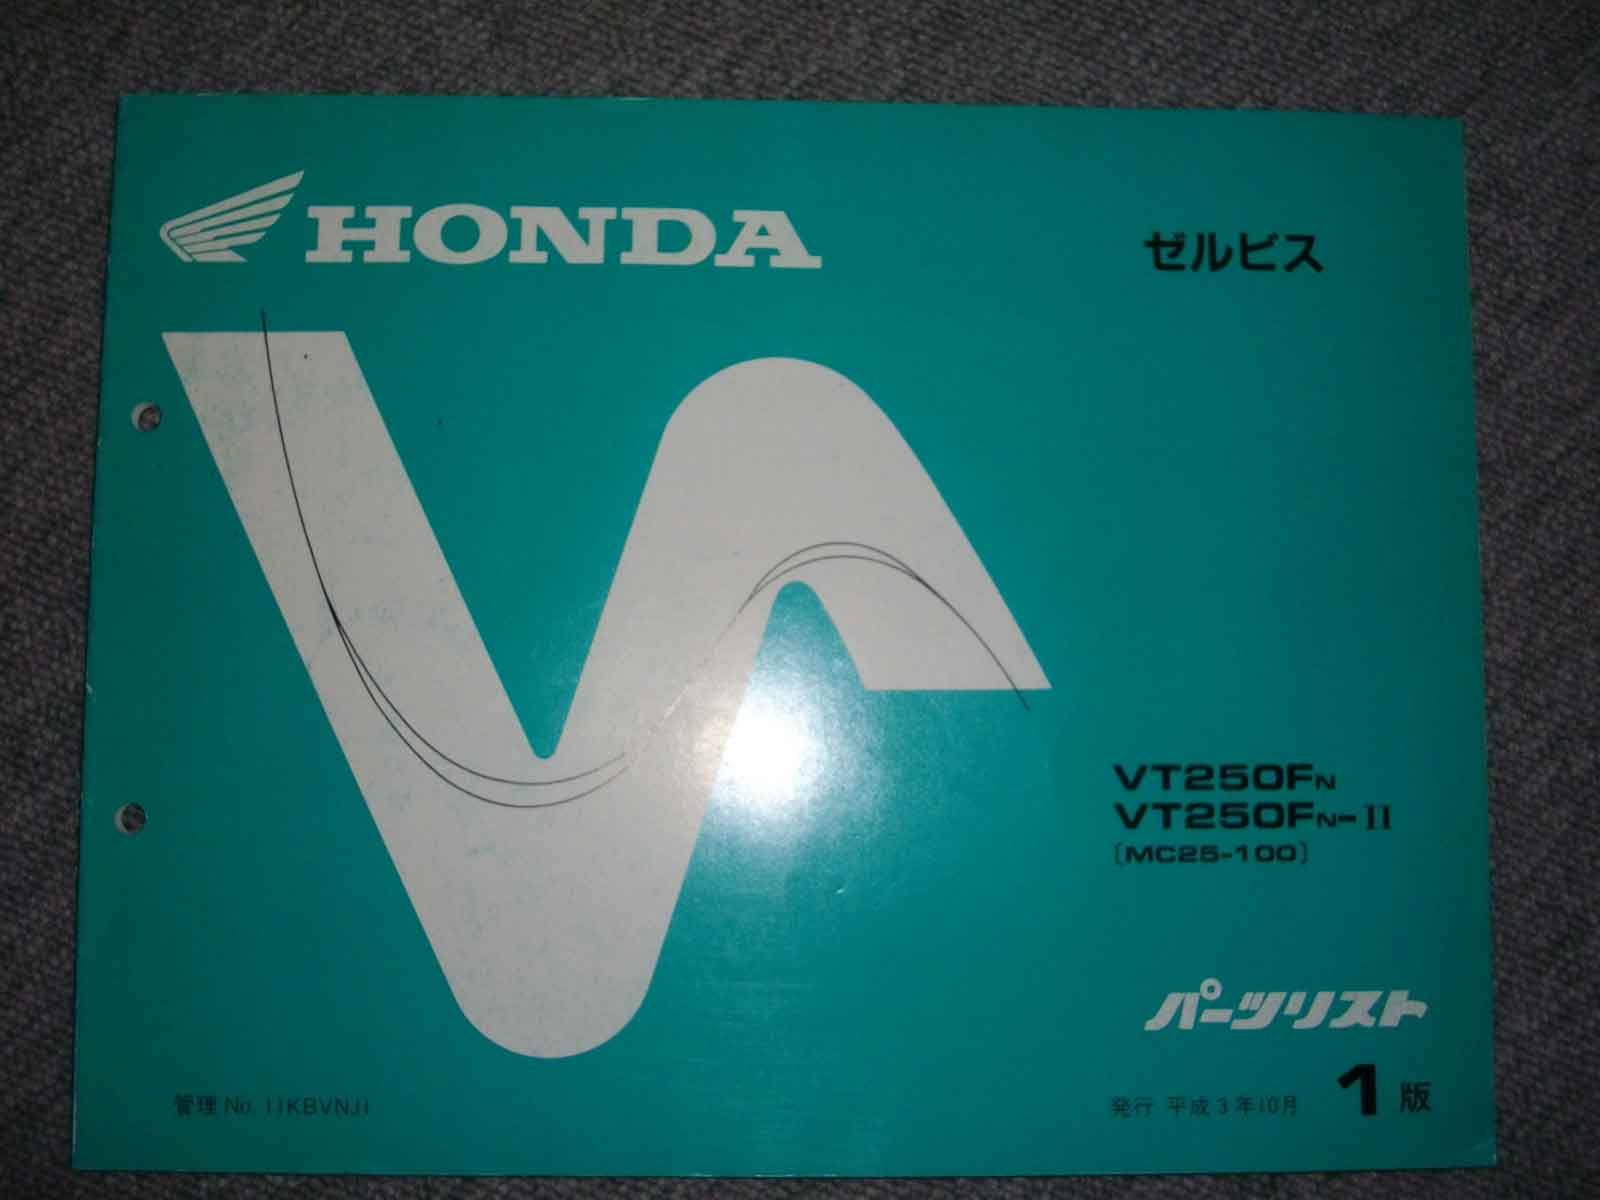 HONDA
ゼルビス
VT250FN
VT250FN-II
〔MC25-100〕
パーツリスト
管理 No. 11KBVNJ1
発行 平成3年10月 1版